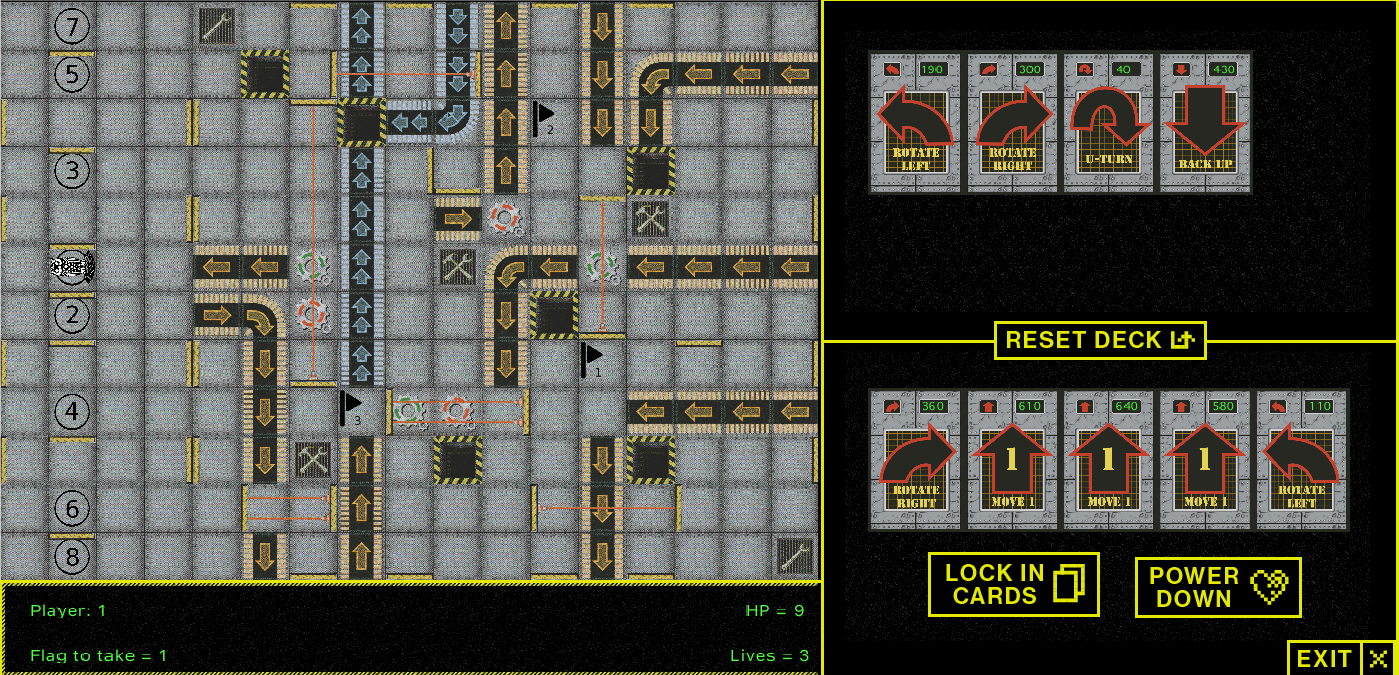 7
5
3
2
4
6
8
2
1
3
190
300
40
430
ROTATE
LEFT
ROTATE
RIGHT
U-TURN
BACK UP
RESET DECK
360
610
640
580
110
1
1
1
ROTATE
RIGHT
MOVE 1
MOVE 1
MOVE 1
ROTATE
LEFT
LOCK IN
CARDS
POWER
DOWN
Player: 1
HP = 9
Flag to take = 1
Lives = 3
EXIT